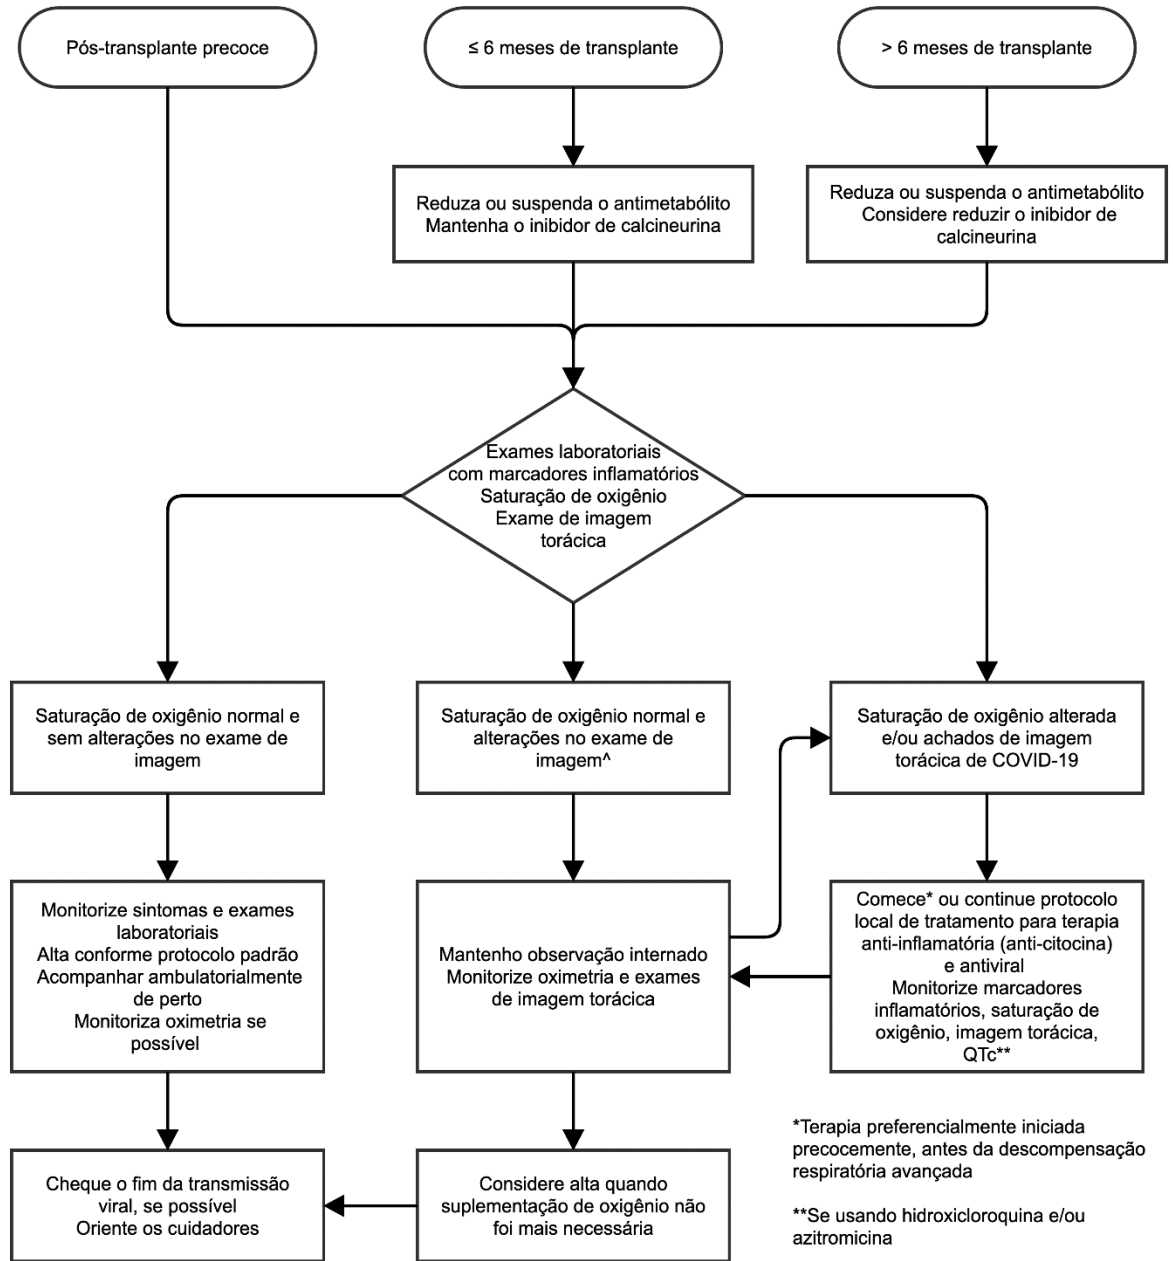 Pós-transplante precoce
≤ 6 meses de transplante
> 6 meses de transplante
Reduza ou suspenda o antimetabólito
Mantenha o inibidor de calcineurina
Reduza ou suspenda o antimetabólito
Considere reduzir o inibidor de
calcineurina
Exames laboratoriais
com marcadores inflamatórios
Saturação de oxigênio
Exame de imagem
torácica
Saturação de oxigênio normal e
sem alterações no exame de
imagem
Saturação de oxigênio normal e
alterações no exame de
imagem^
Saturação de oxigênio alterada
e/ou achados de imagem
torácica de COVID-19
Monitorize sintomas e exames
laboratoriais
Alta conforme protocolo padrão
Acompanhar ambulatorialmente
de perto
Monitoriza oximetria se
possível
Mantenho observação internado
Monitorize oximetria e exames
de imagem torácica
Comece* ou continue protocolo
local de tratamento para terapia
anti-inflamatória (anti-citocina)
e antiviral
Monitorize marcadores
inflamatórios, saturação de
oxigênio, imagem torácica,
QTc**
Cheque o fim da transmissão
viral, se possível
Oriente os cuidadores
Considere alta quando
suplementação de oxigênio não
foi mais necessária
*Terapia preferencialmente iniciada
precocemente, antes da descompensação
respiratória avançada
**Se usando hidroxicloroquina e/ou
azitromicina